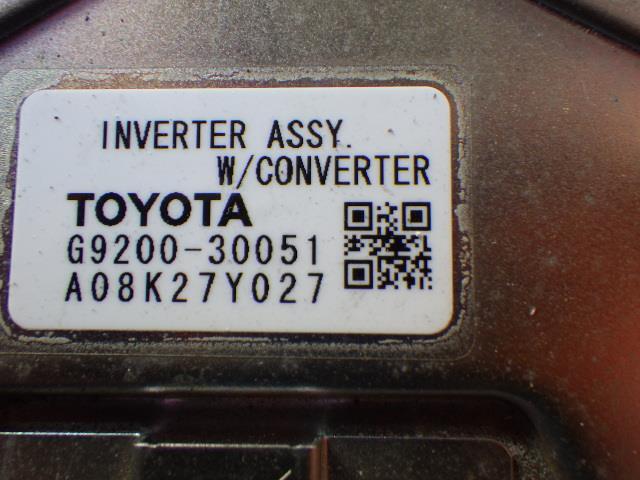 INVERTER ASSY.
W/CONVERTER
TOYOTA
G9200-30051
A08K27Y027